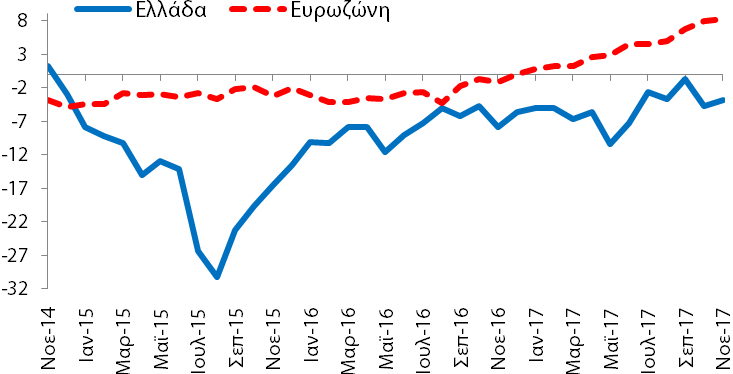 Ελλάδα
Ευρωζώνη
8
3
-2
-7
-12
-17
-22
-27
-32
Νοε-14
Ιαν-15
Μαρ-15
Μαϊ-15
Ιουλ-15
Σεπ-15
Νοε-15
Ιαν-16
Μαρ-16
Μαϊ-16
Ιουλ-16
Σεπ-16
Νοε-16
Ιαν-17
Μαρ-17
Μαϊ-17
Ιουλ-17
Σεπ-17
Νοε-17